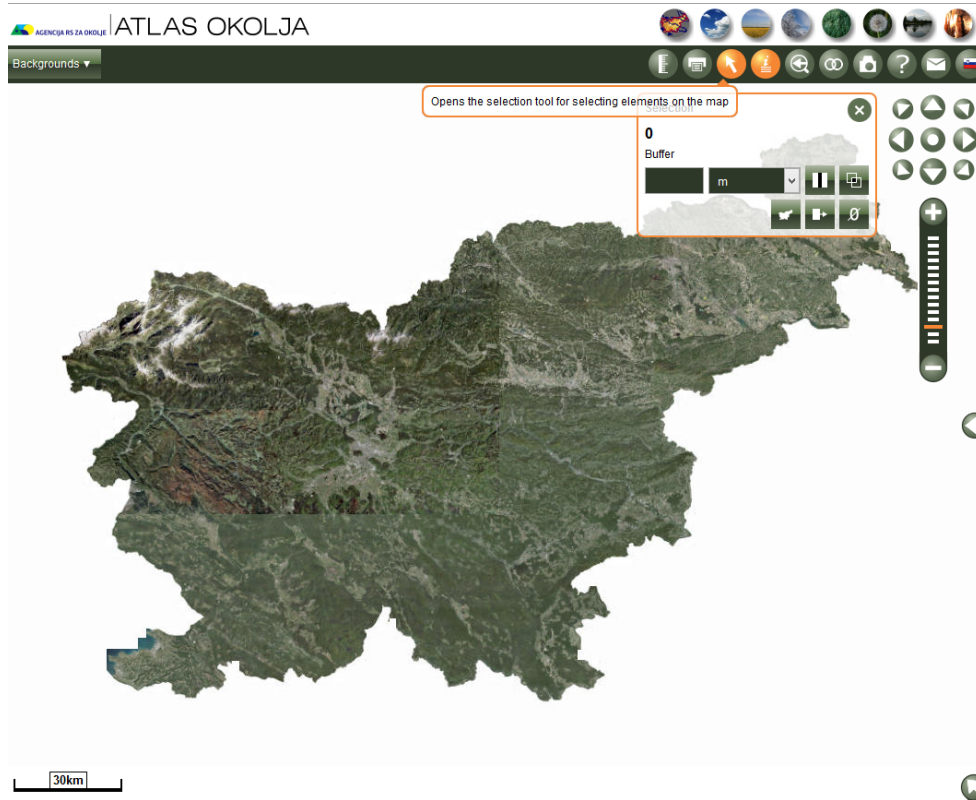 AGENCIJA RS ZA OKOLJE
ATLAS OKOLJA
Backgrounds ▼
Opens the selection tool for selecting elements on the map
Selection
0
Buffer
m
30km